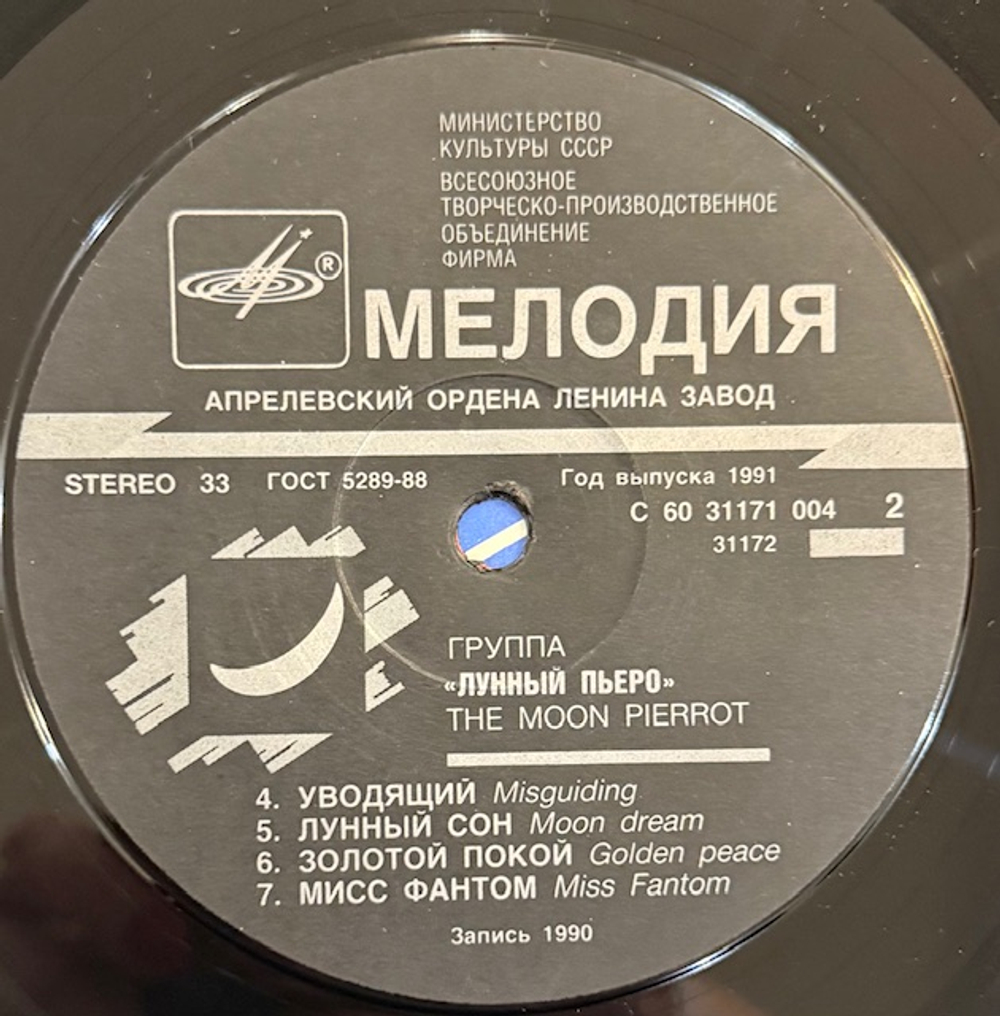 МИНИСТЕРСТВО
КУЛЬТУРЫ СССР
ВСЕСОЮЗНОЕ
ТВОРЧЕСКО-ПРОИЗВОДСТВЕННОЕ
ОБЪЕДИНЕНИЕ
ФИРМА
®
МЕЛОДИЯ
АПРЕЛЕВСКИЙ ОРДЕНА ЛЕНИНА ЗАВОД
STEREO 33 ГОСТ 5289-88 Год выпуска 1991
С 60 31171 004 2
31172
ГРУППА
«ЛУННЫЙ ПЬЕРО»
THE MOON PIERROT
4. УВОДЯЩИЙ Misguiding
5. ЛУННЫЙ СОН Moon dream
6. ЗОЛОТОЙ ПОКОЙ Golden peace
7. МИСС ФАНТОМ Miss Fantom
Запись 1990